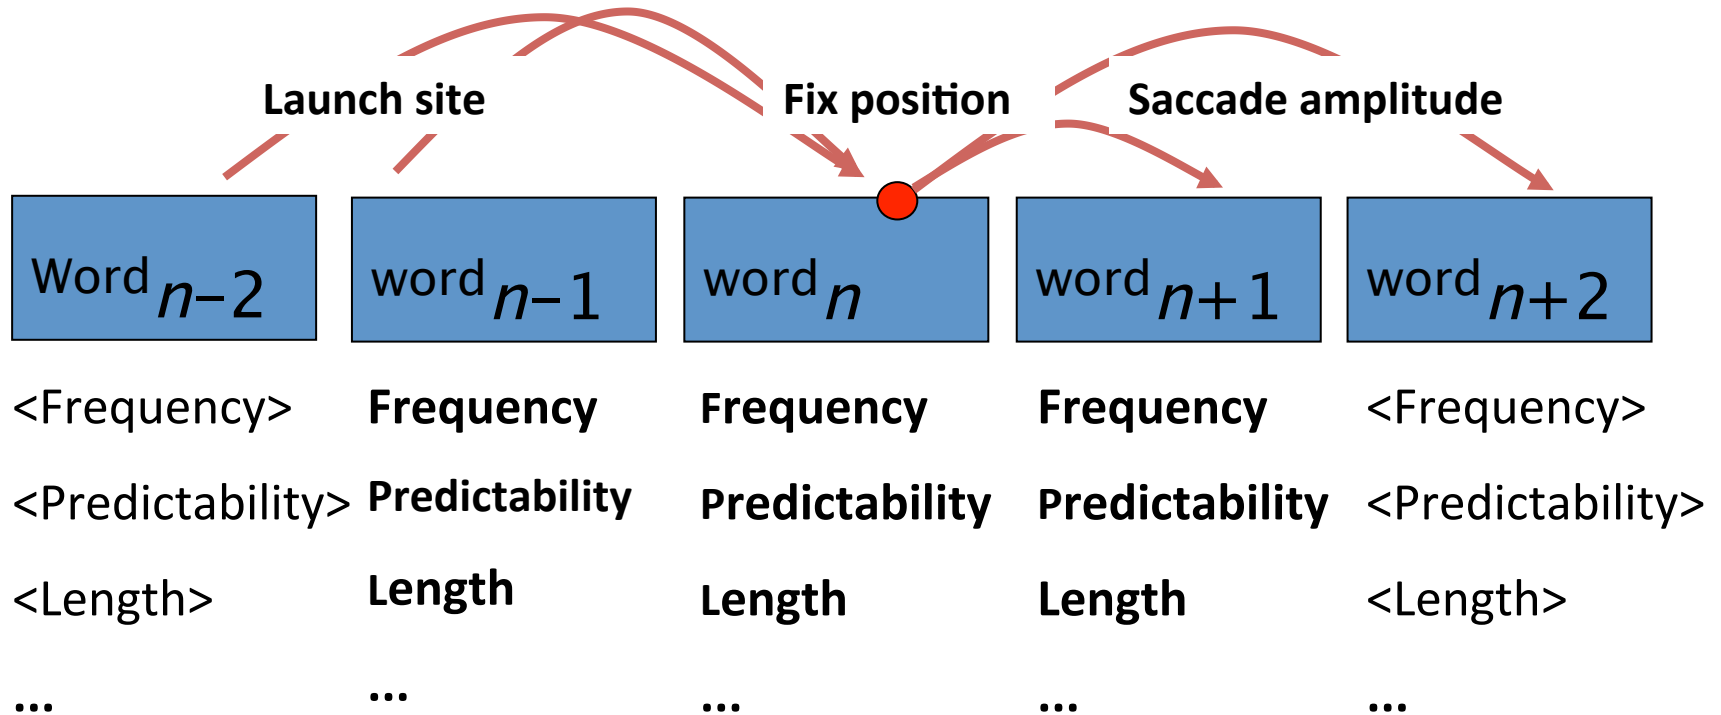 Launch site Fix position Saccade amplitude
Word n–2 word n–1 word n word n+1 word n+2
<Frequency> Frequency Frequency Frequency <Frequency>
<Predictability> Predictability Predictability Predictability <Predictability>
<Length> Length Length Length <Length>
... ... ... ... ...